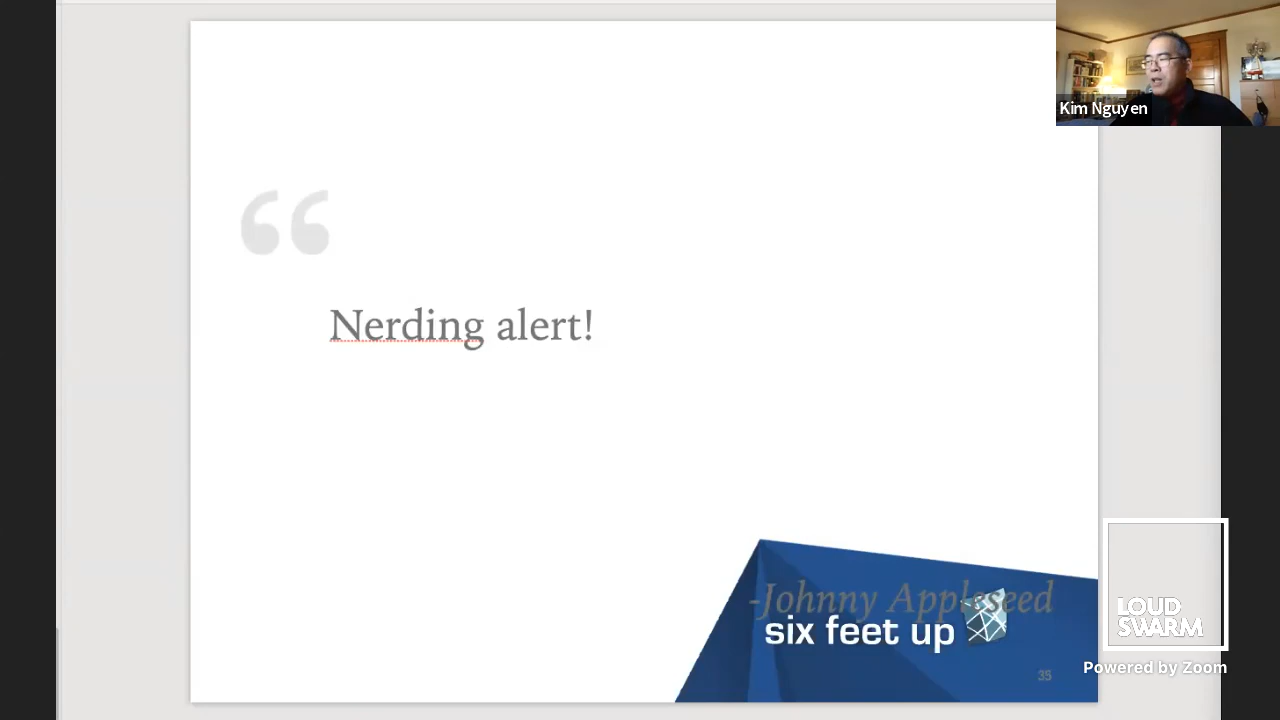 Kim Nguyen
“
Nerding alert!
-Johnny Appleseed
six feet up
35
LOUD
SWARM
Powered by Zoom